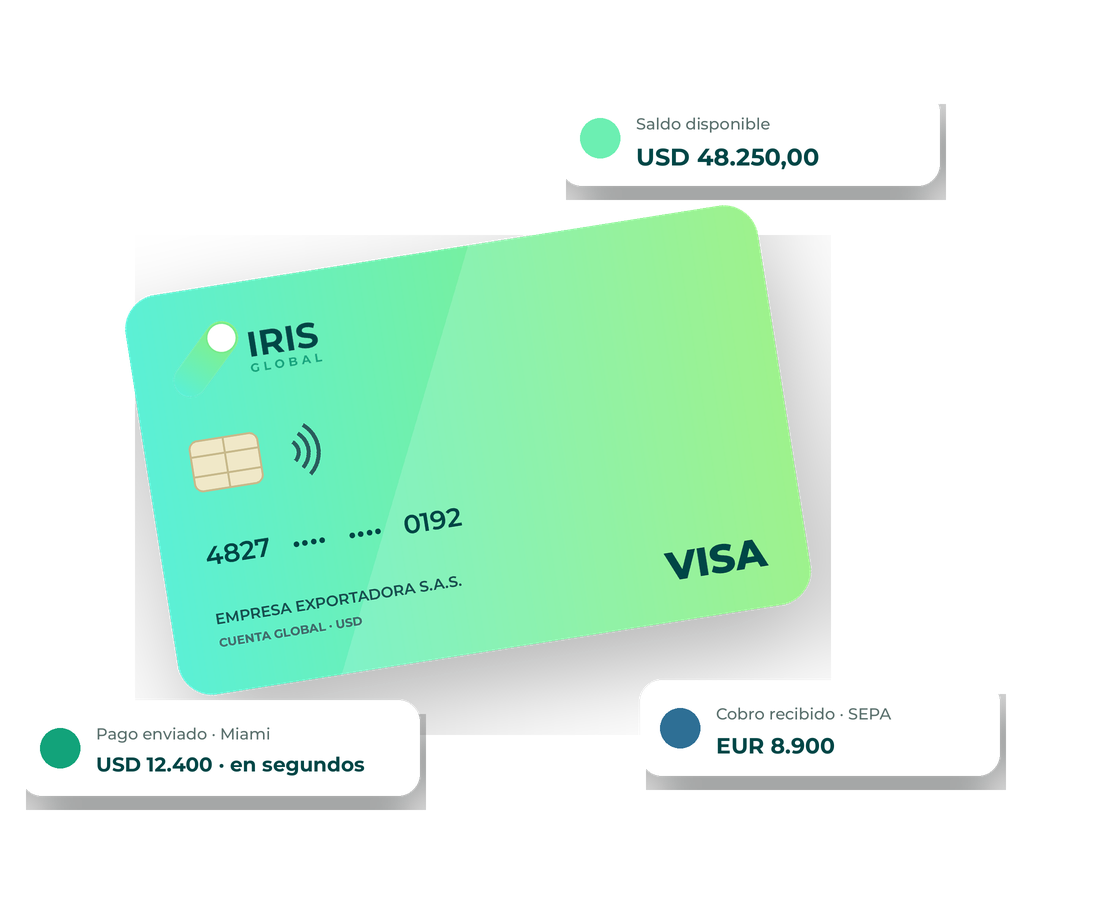 Saldo disponible
USD 48.250,00
IRIS
GLOBAL
4827 •••• •••• 0192
EMPRESA EXPORTADORA S.A.S.
CUENTA GLOBAL · USD
VISA
Pago enviado · Miami
USD 12.400 · en segundos
Cobro recibido · SEPA
EUR 8.900